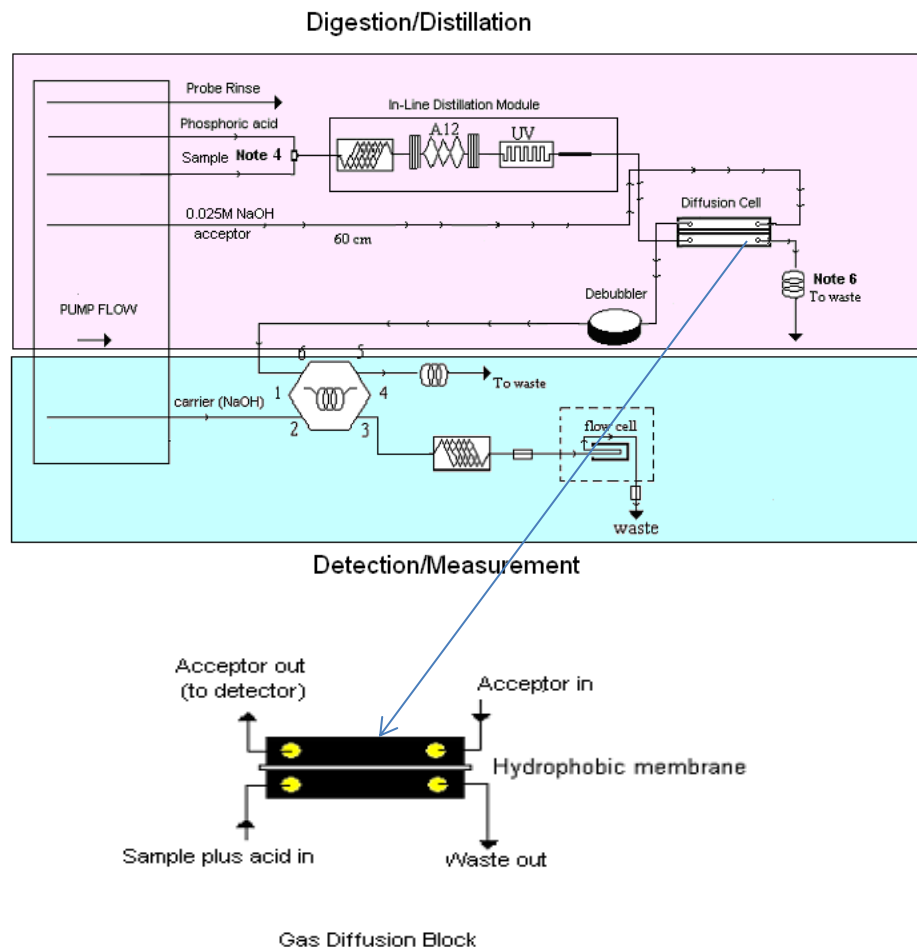 Digestion/Distillation
Probe Rinse
In-Line Distillation Module
Phosphoric acid
A12
UV
Sample Note 4
0.025M NaOH
acceptor
60 cm
Diffusion Cell
Note 6
To waste
Debubbler
PUMP FLOW
6
5
1
4
To waste
carrier (NaOH)
2
3
flow cell
waste
Detection/Measurement
Acceptor out
(to detector)
Acceptor in
Hydrophobic membrane
Sample plus acid in
Waste out
Gas Diffusion Block